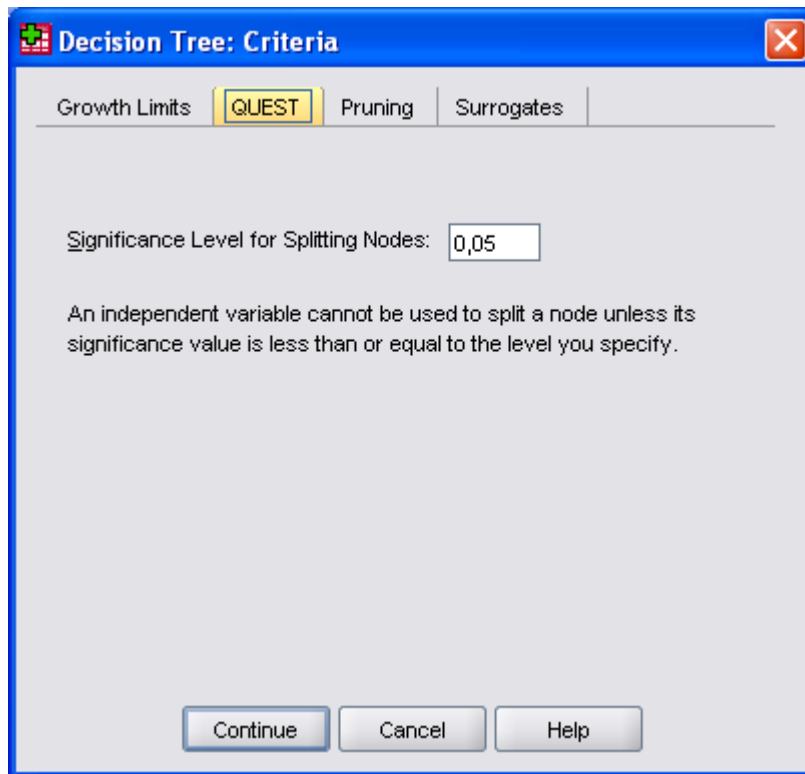 Decision Tree: Criteria
Growth Limits QUEST Pruning Surrogates
Significance Level for Splitting Nodes: 0,05
An independent variable cannot be used to split a node unless its
significance value is less than or equal to the level you specify.
Continue Cancel Help